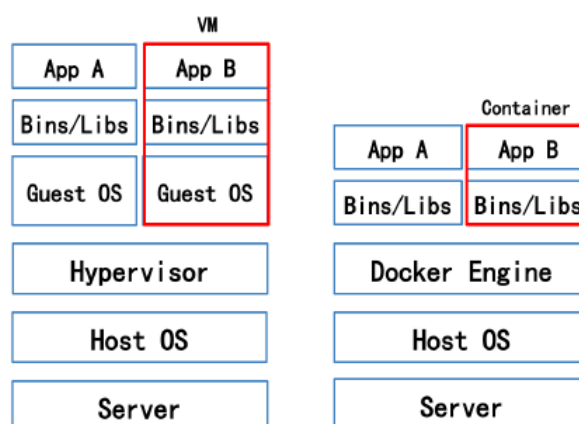 VM
App A App B
Bins/Libs Bins/Libs
Guest OS Guest OS
Hypervisor
Host OS
Server
Container
App A App B
Bins/Libs Bins/Libs
Docker Engine
Host OS
Server